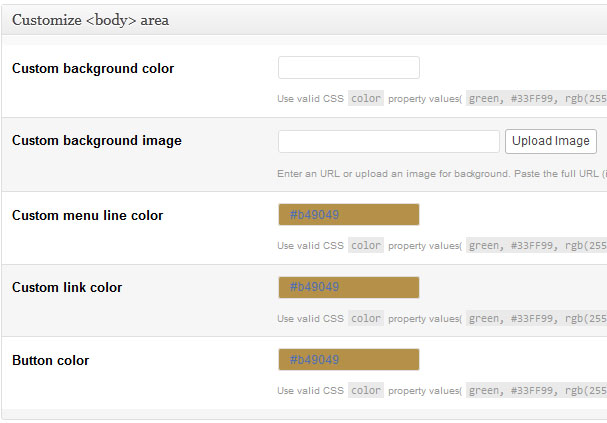 Customize <body> area
Custom background color
Use valid CSS color property values( green, #33FF99, rgb(255
Custom background image
Upload Image
Enter an URL or upload an image for background. Paste the full URL (i
Custom menu line color
#b49049
Use valid CSS color property values( green, #33FF99, rgb(255
Custom link color
#b49049
Use valid CSS color property values( green, #33FF99, rgb(255
Button color
#b49049
Use valid CSS color property values( green, #33FF99, rgb(255